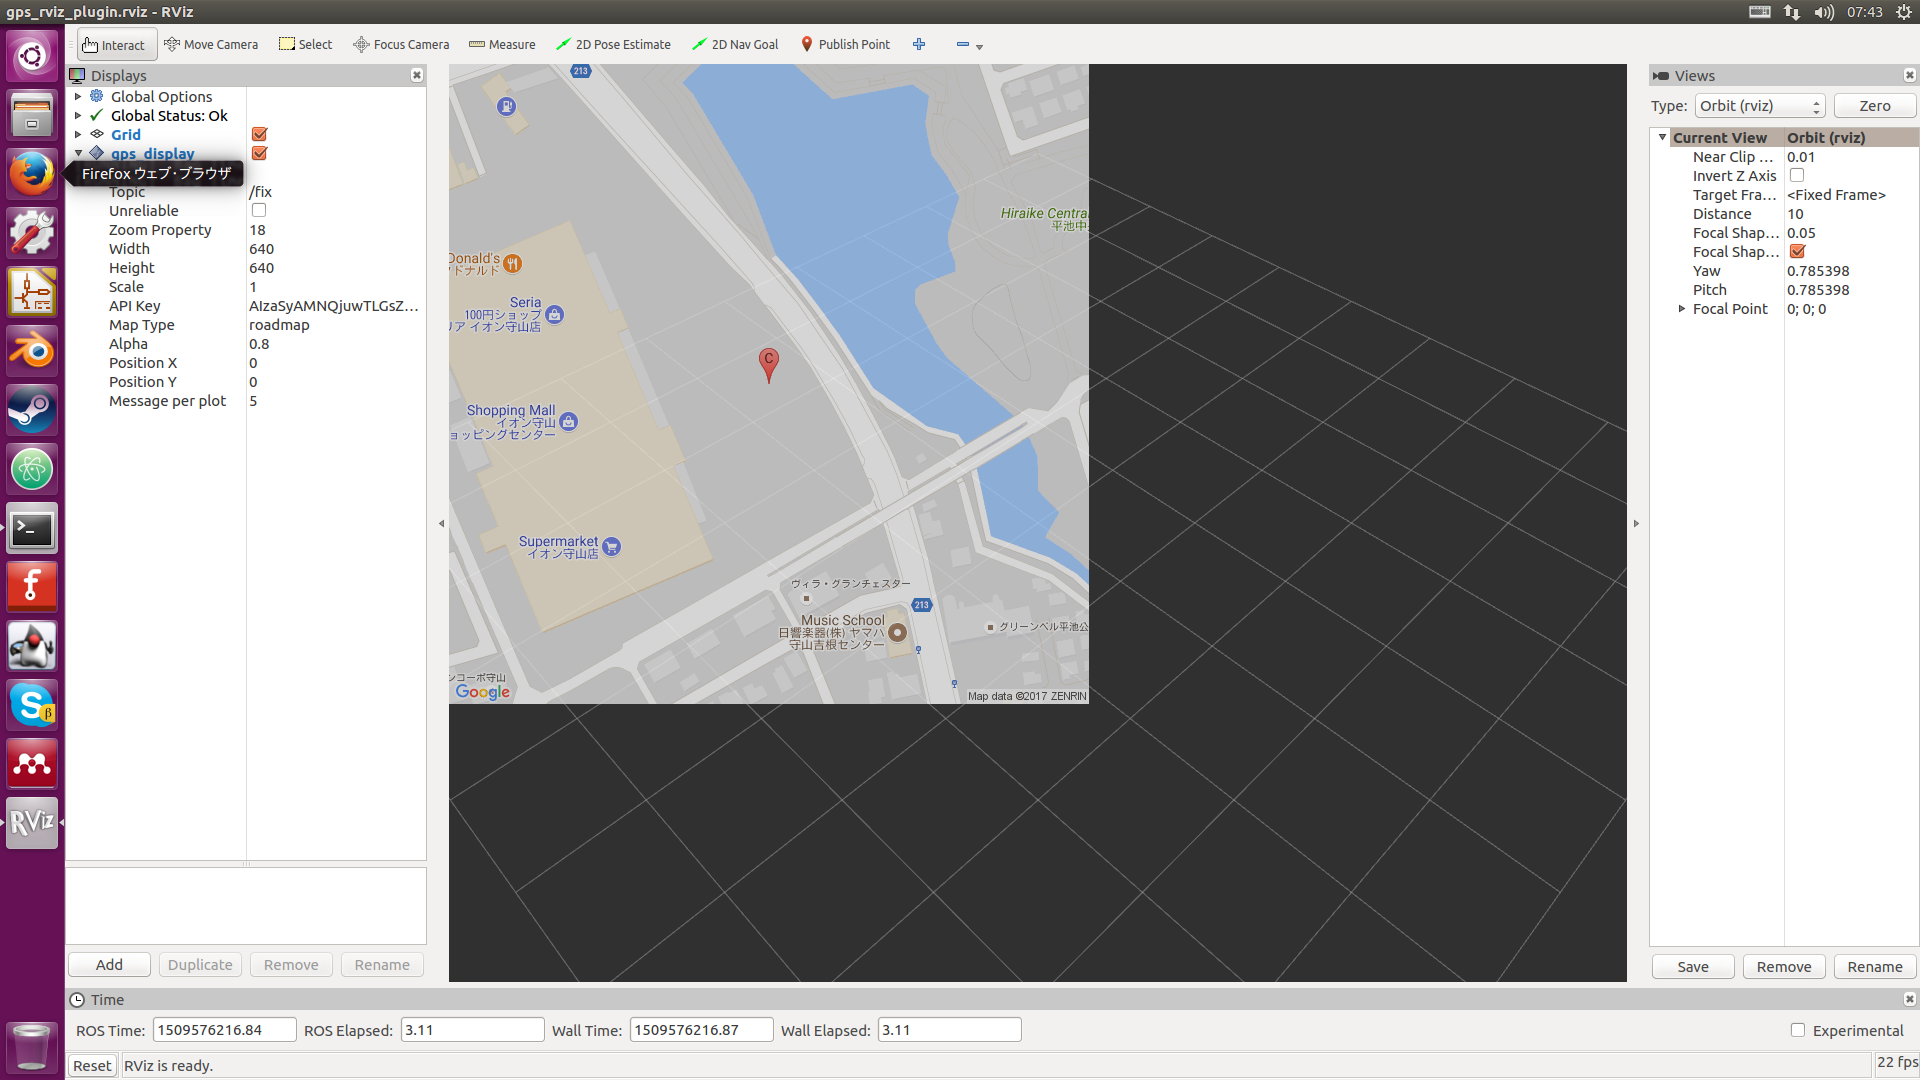 gps_rviz_plugin.rviz - RViz
07:43
Interact
Move Camera
Select
Focus Camera
Measure
2D Pose Estimate
2D Nav Goal
Publish Point
Displays
Global Options
Global Status: Ok
Grid
gps_display
Firefox ウェブ・ブラウザ
Topic /fix
Unreliable
Zoom Property 18
Width 640
Height 640
Scale 1
API Key AIzaSyAMNQjuwTLGsZ...
Map Type roadmap
Alpha 0.8
Position X 0
Position Y 0
Message per plot 5
Add
Duplicate
Remove
Rename
213
Hiraike Centra
平池中
Donald's
ドナルド
Seria
100円ショップ
リア イオン守山店
C
Shopping Mall
イオン守山
ョッピングセンター
Supermarket
イオン守山店
ヴィラ・グランチェスター
213
Music School
日響楽器(株) ヤマハ
守山吉根センター
グリーンベル平池公
ンコーポ守山
Google
Map data ©2017 ZENRIN
Views
Type: Orbit (rviz) Zero
Current View Orbit (rviz)
Near Clip ... 0.01
Invert Z Axis
Target Fra... <Fixed Frame>
Distance 10
Focal Shap... 0.05
Focal Shap...
Yaw 0.785398
Pitch 0.785398
Focal Point 0; 0; 0
Save
Remove
Rename
Time
ROS Time: 1509576216.84 ROS Elapsed: 3.11 Wall Time: 1509576216.87 Wall Elapsed: 3.11 Experimental
Reset RViz is ready. 22 fps
RViz